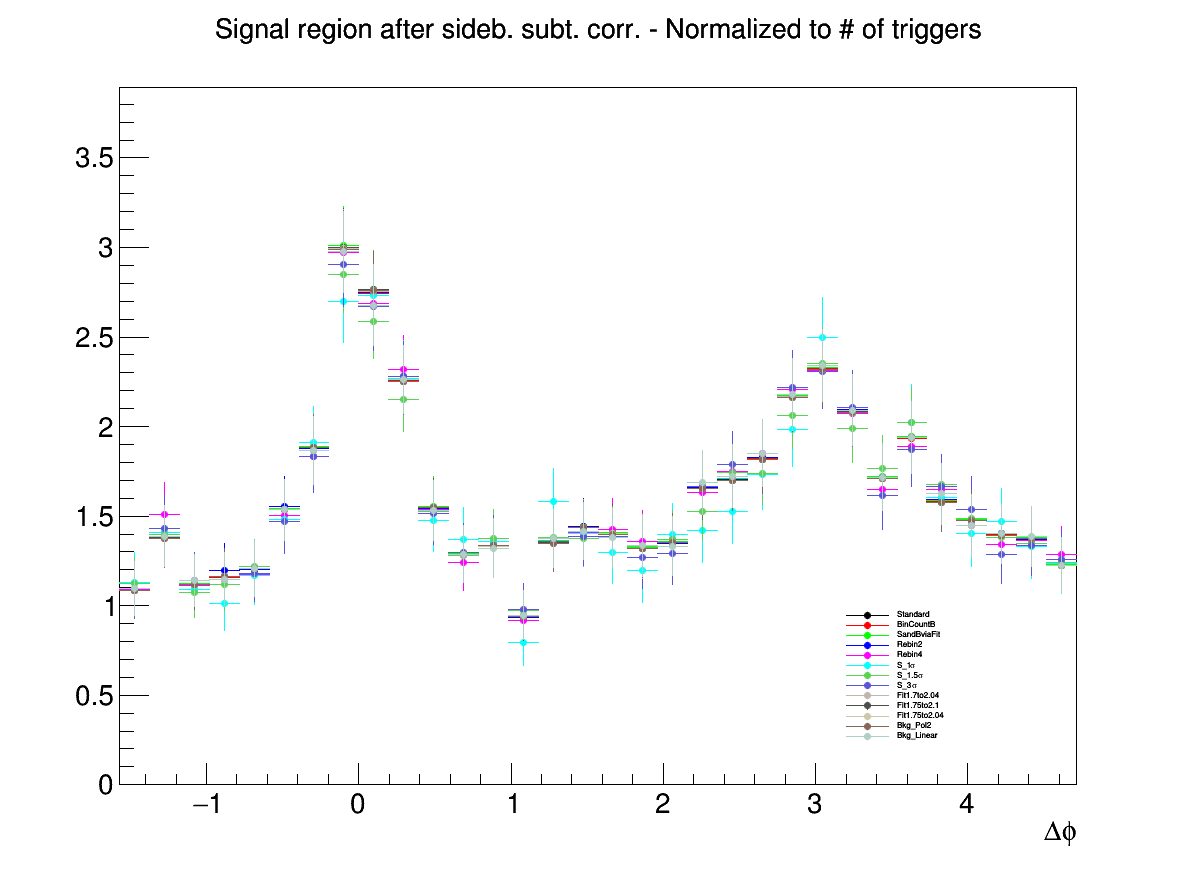 Signal region after sideb. subt. corr. - Normalized to # of triggers
3.5
3
2.5
2
1.5
1
0.5
0
−1
0
1
2
3
4
Δϕ
Standard
BinCountB
SandBviaFit
Rebin2
Rebin4
S_1σ
S_1.5σ
S_3σ
Fit1.7to2.04
Fit1.75to2.1
Fit1.75to2.04
Bkg_Pol2
Bkg_Linear